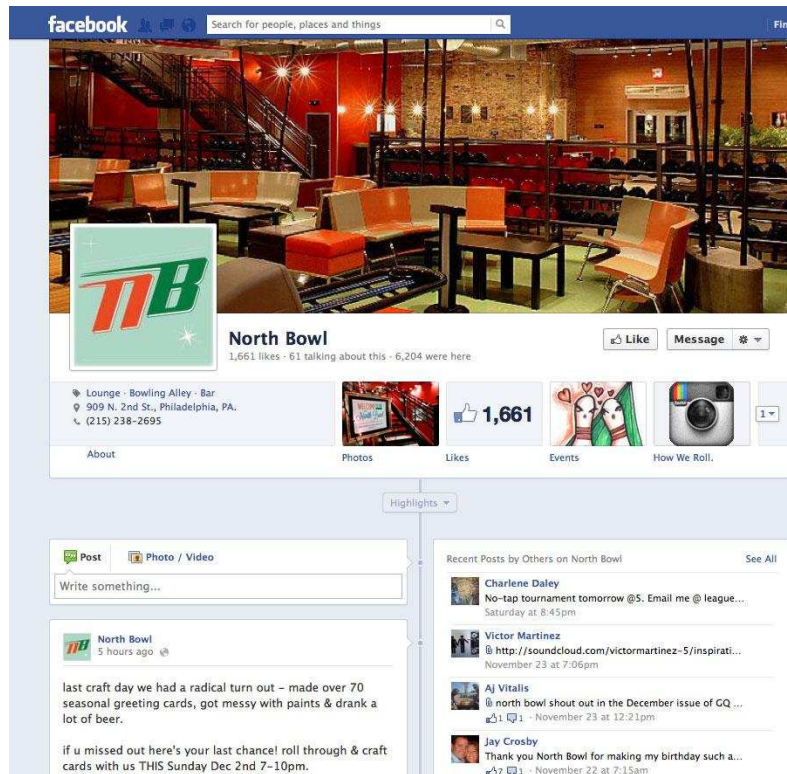 facebook
Search for people, places and things
Fin
nB
North Bowl
1,661 likes · 61 talking about this · 6,204 were here
Like
Message
Lounge · Bowling Alley · Bar
909 N. 2nd St., Philadelphia, PA.
(215) 238-2695
About
1,661
1
Photos
Likes
Events
How We Roll.
Highlights
Post
Photo / Video
Write something...
North Bowl
5 hours ago
last craft day we had a radical turn out - made over 70
seasonal greeting cards, got messy with paints & drank a
lot of beer.
if u missed out here's your last chance! roll through & craft
cards with us THIS Sunday Dec 2nd 7-10pm.
Recent Posts by Others on North Bowl
See All
Charlene Daley
No-tap tournament tomorrow @5. Email me @ league...
Saturday at 8:45pm
Victor Martinez
http://soundcloud.com/victormartinez-5/inspirati...
November 23 at 7:06pm
Aj Vitalis
north bowl shout out in the December issue of GQ ...
1 1 · November 23 at 12:21pm
Jay Crosby
Thank you North Bowl for making my birthday such a...
7 1 · November 22 at 7:15am